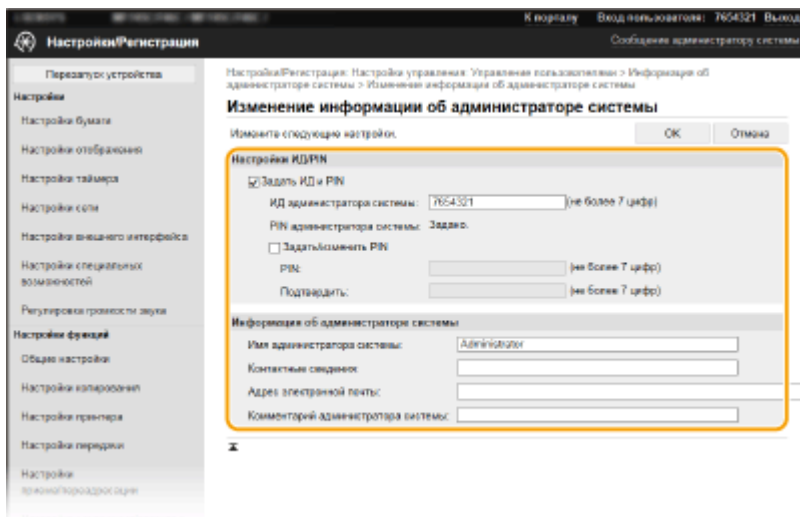 К порталу Вход пользователя: 7654321 Выход
Настройки/Регистрация
Сообщение администратору системы
Перезапуск устройства
Настройки
Настройки бумаги
Настройки отображения
Настройки таймера
Настройки сети
Настройки внешнего интерфейса
Настройки специальных
возможностей
Регулировка громкости звука
Настройки функций
Общие настройки
Настройки копирования
Настройки принтера
Настройки передачи
Настройки
приема/переадресации
Настройки/Регистрация: Настройки управления: Управление пользователями > Информация об
администраторе системы > Изменение информации об администраторе системы
Изменение информации об администраторе системы
Измените следующие настройки.
OK Отмена
Настройки ИД/PIN
Задать ИД и PIN
ИД администратора системы: 7654321 (не более 7 цифр)
PIN администратора системы: Задано.
Задать/изменить PIN
PIN: (не более 7 цифр)
Подтвердить: (не более 7 цифр)
Информация об администраторе системы
Имя администратора системы: Administrator
Контактные сведения:
Адрес электронной почты:
Комментарий администратора системы: